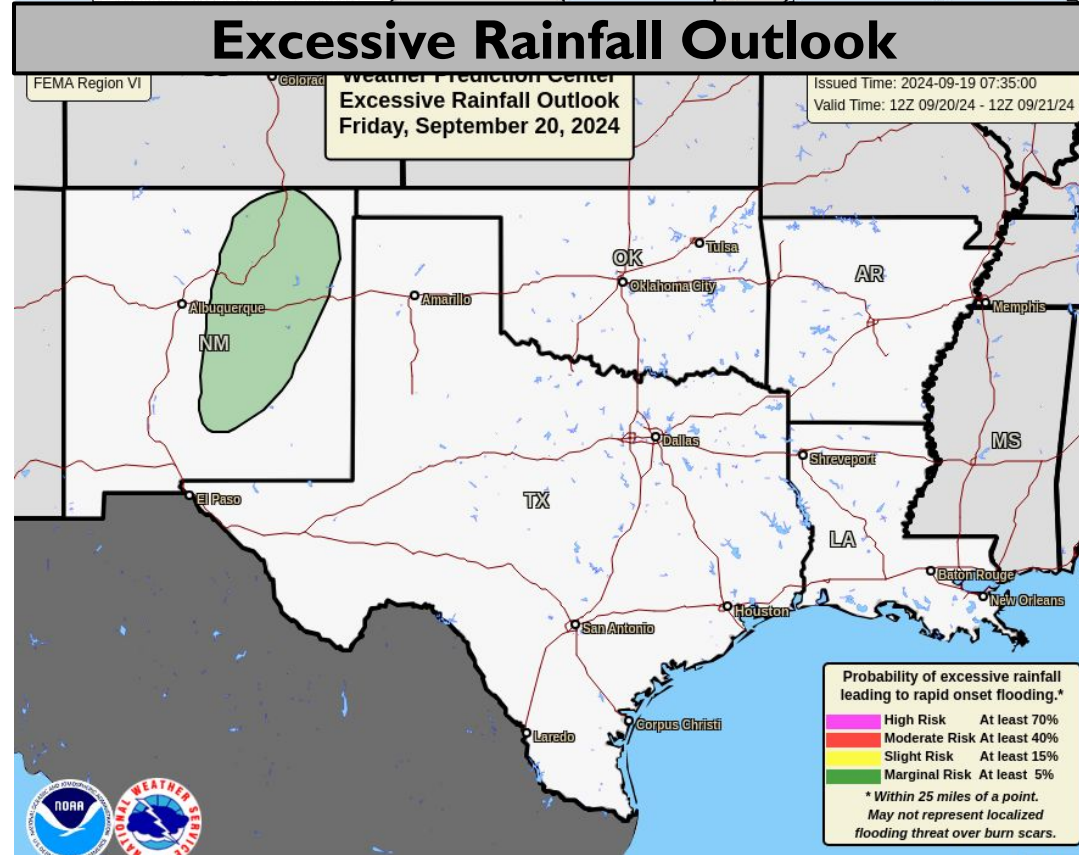 Excessive Rainfall Outlook
FEMA Region VI
Weather Prediction Center
Excessive Rainfall Outlook
Friday, September 20, 2024
Issued Time: 2024-09-19 07:35:00
Valid Time: 12Z 09/20/24 - 12Z 09/21/24
Colorad
Tulsa
OK
Oklahoma City
AR
Amarillo
Albuquerque
Memphis
NM
Dallas
MS
Shreveport
El Paso
TX
LA
Baton Rouge
New Orleans
Houston
San Antonio
Corpus Christi
Laredo
Probability of excessive rainfall
leading to rapid onset flooding.*
High Risk At least 70%
Moderate Risk At least 40%
Slight Risk At least 15%
Marginal Risk At least 5%
* Within 25 miles of a point.
May not represent localized
flooding threat over burn scars.
NOAA
NATIONAL WEATHER SERVICE